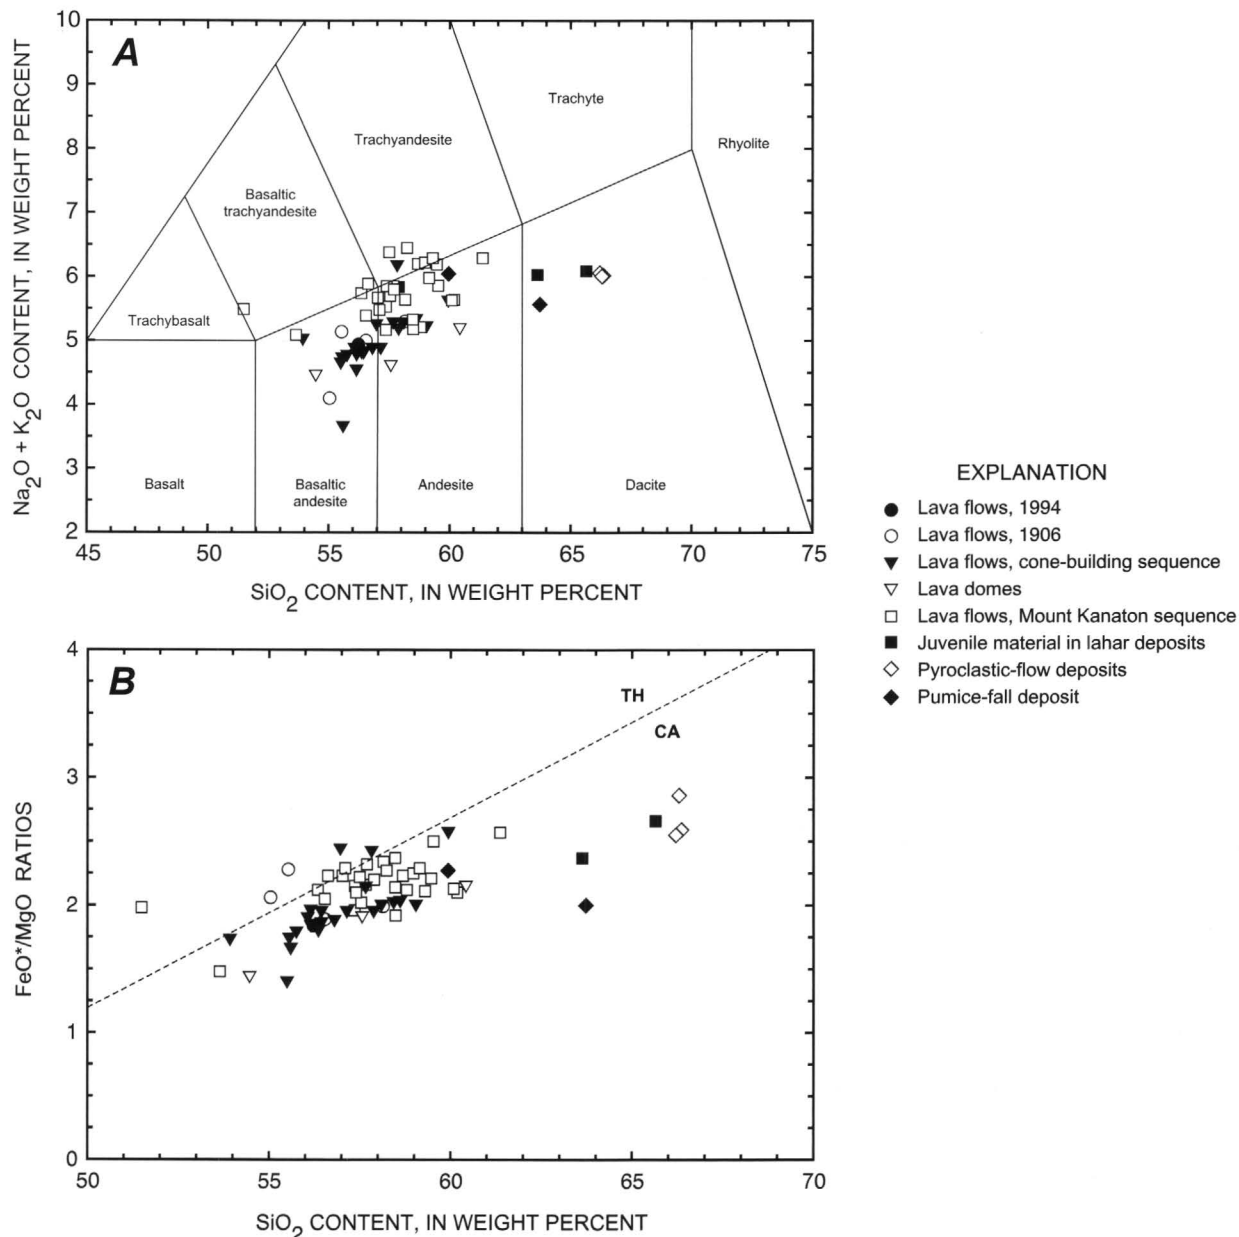 A
10
9
8
7
6
5
4
3
2
Na2O + K2O CONTENT, IN WEIGHT PERCENT
Trachyte
Trachyandesite
Rhyolite
Basaltic
trachyandesite
Trachybasalt
Basalt
Basaltic
andesite
Andesite
Dacite
45 50 55 60 65 70 75
SiO2 CONTENT, IN WEIGHT PERCENT
EXPLANATION
Lava flows, 1994
Lava flows, 1906
Lava flows, cone-building sequence
Lava domes
Lava flows, Mount Kanaton sequence
Juvenile material in lahar deposits
Pyroclastic-flow deposits
Pumice-fall deposit
B
4
3
2
1
0
FeO*/MgO RATIOS
TH
CA
50 55 60 65 70
SiO2 CONTENT, IN WEIGHT PERCENT